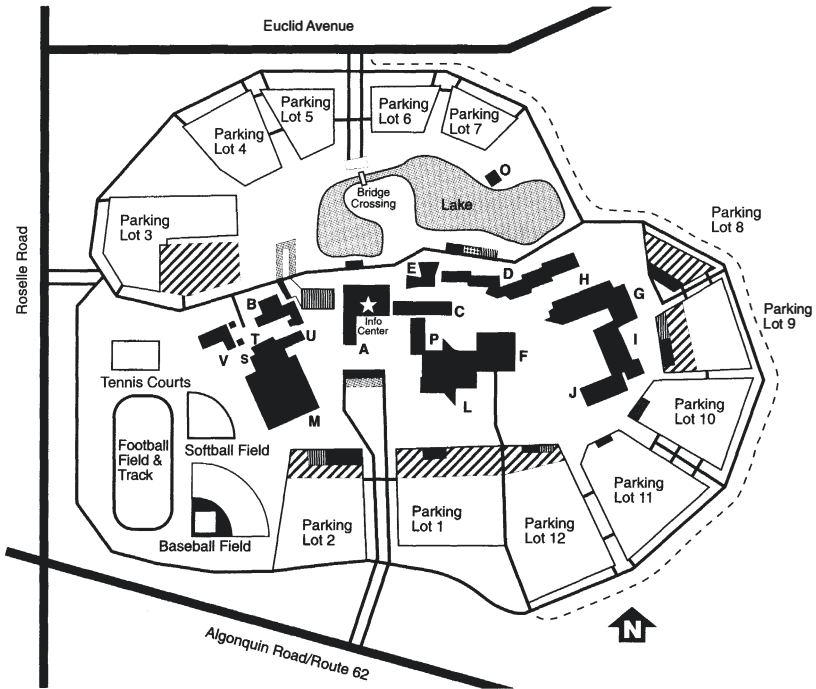 Euclid Avenue
Parking
Lot 5
Parking
Lot 6
Parking
Lot 7
Parking
Lot 4
O
Bridge
Crossing
Lake
Parking
Lot 3
Parking
Lot 8
Roselle Road
E
D
H
G
B
Info
Center
C
Parking
Lot 9
T
U
V
S
A
P
F
I
J
Tennis Courts
M
L
Parking
Lot 10
Football
Field &
Track
Softball Field
Parking
Lot 11
Baseball Field
Parking
Lot 2
Parking
Lot 1
Parking
Lot 12
N
Algonquin Road/Route 62